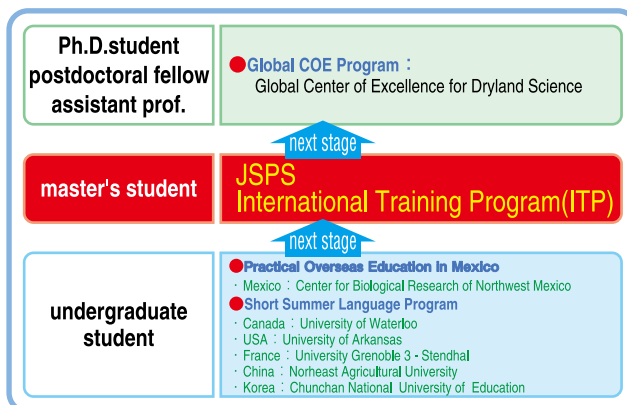 Ph.D.student
postdoctoral fellow
assistant prof.
●Global COE Program：
Global Center of Excellence for Dryland Science
next stage
master's student
JSPS
International Training Program(ITP)
next stage
undergraduate
student
●Practical Overseas Education in Mexico
・Mexico：Center for Biological Research of Northwest Mexico
●Short Summer Language Program
・Canada：University of Waterloo
・USA：University of Arkansas
・France：University Grenoble 3 - Stendhal
・China：Norheast Agricultural University
・Korea：Chunchan National University of Education